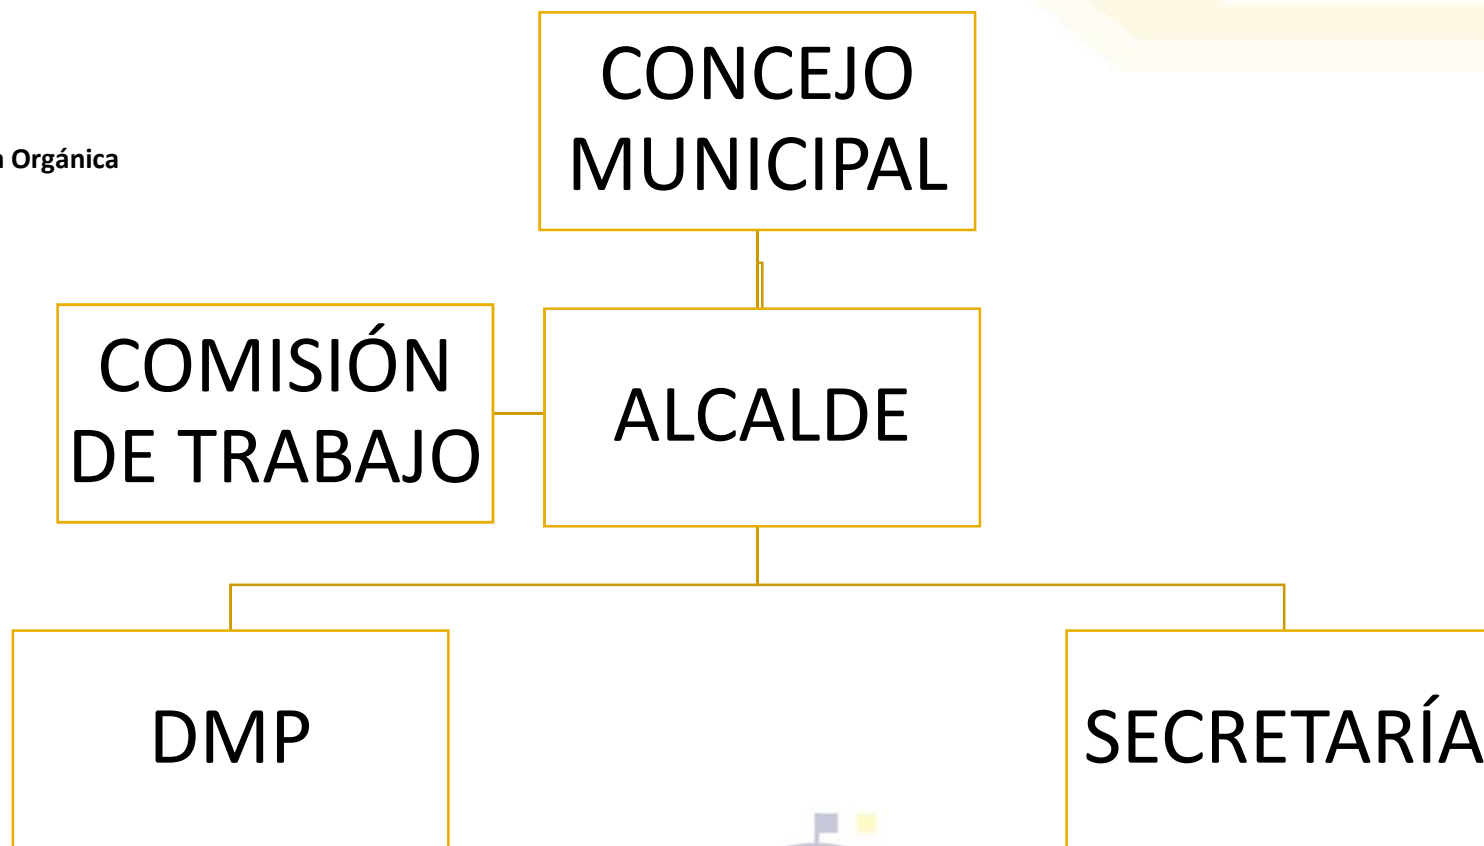 CONCEJO
MUNICIPAL
Orgánica
COMISIÓN
DE TRABAJO
ALCALDE
DMP
SECRETARÍA